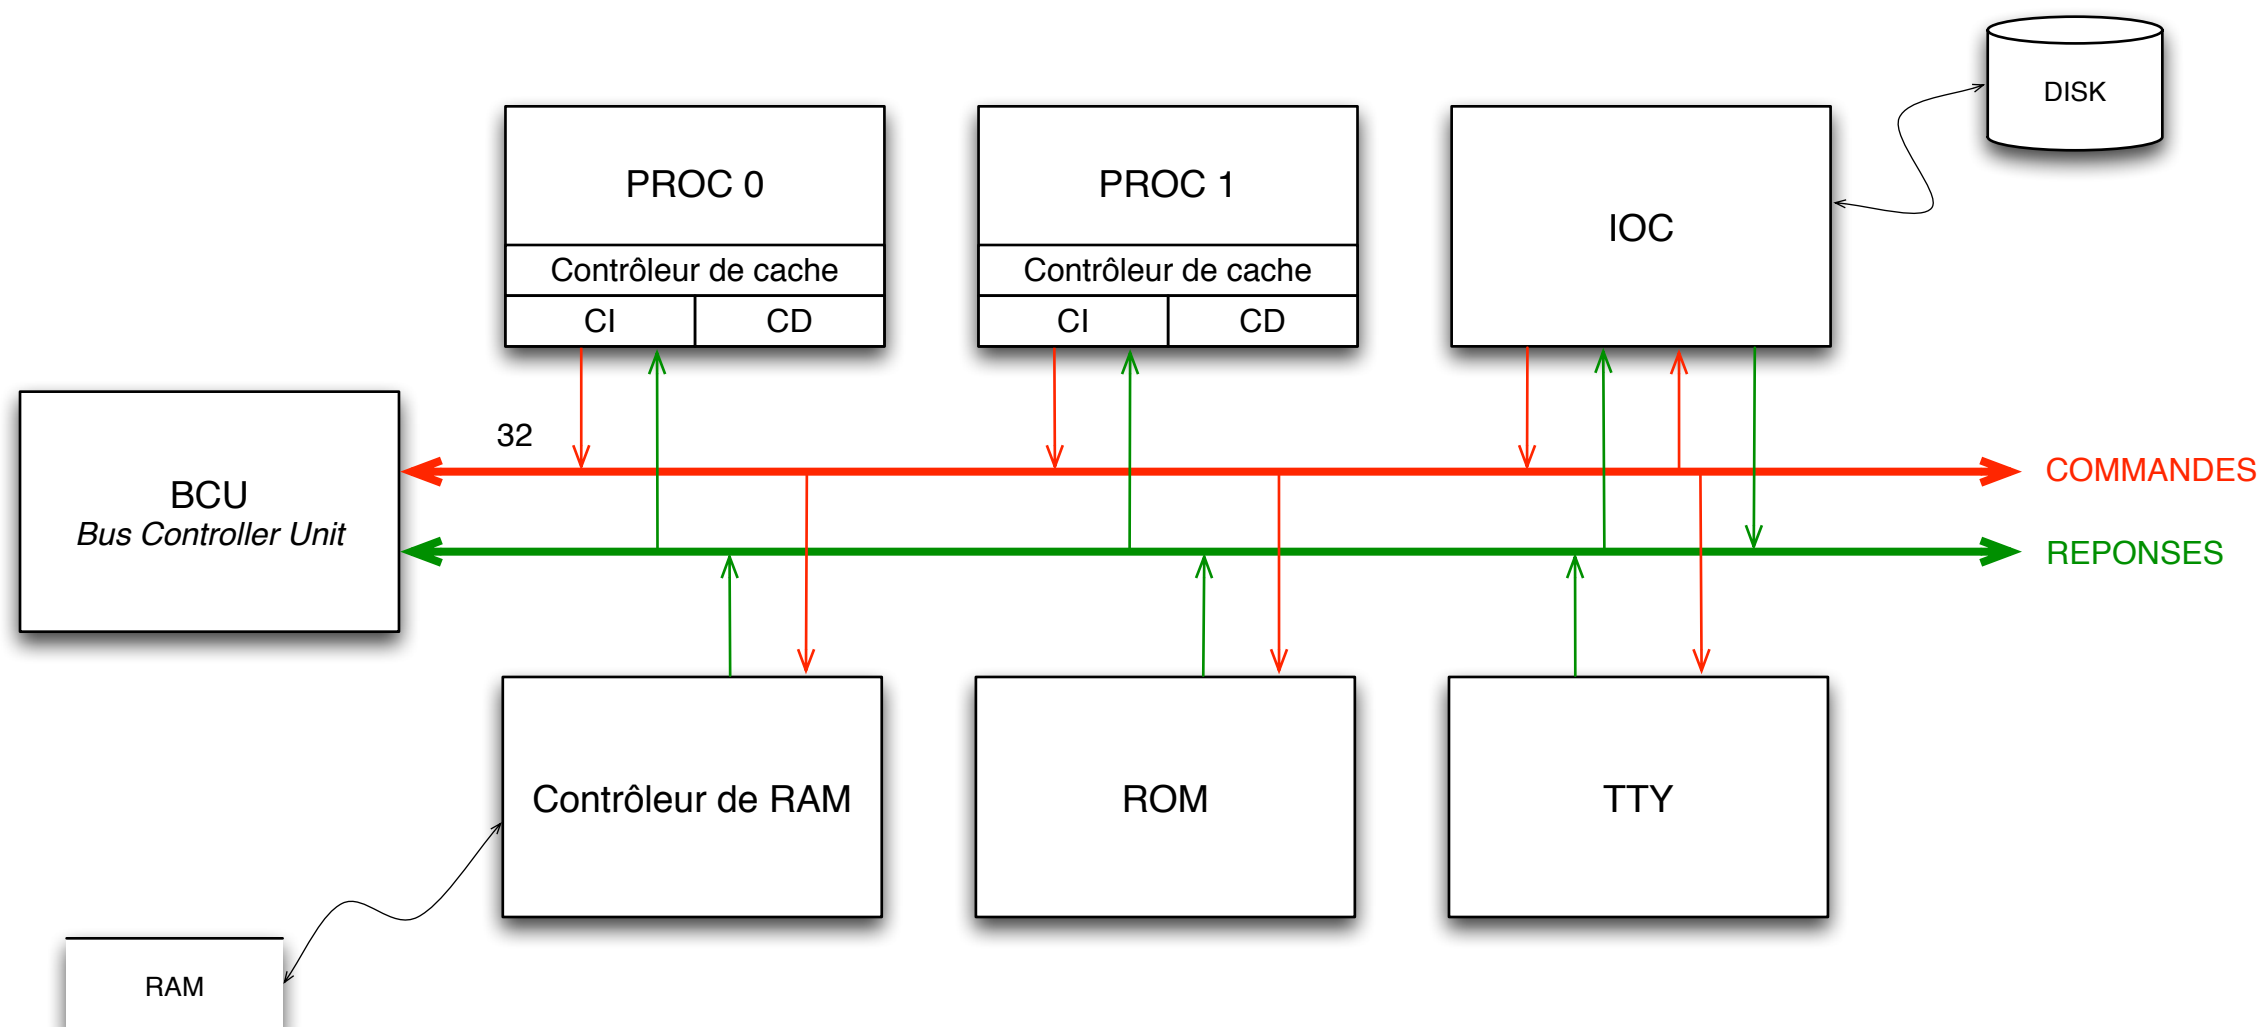 DISK
PROC 0
PROC 1
IOC
Contrôleur de cache
Contrôleur de cache
CI
CD
CI
CD
32
COMMANDES
BCU
Bus Controller Unit
REPONSES
Contrôleur de RAM
ROM
TTY
RAM